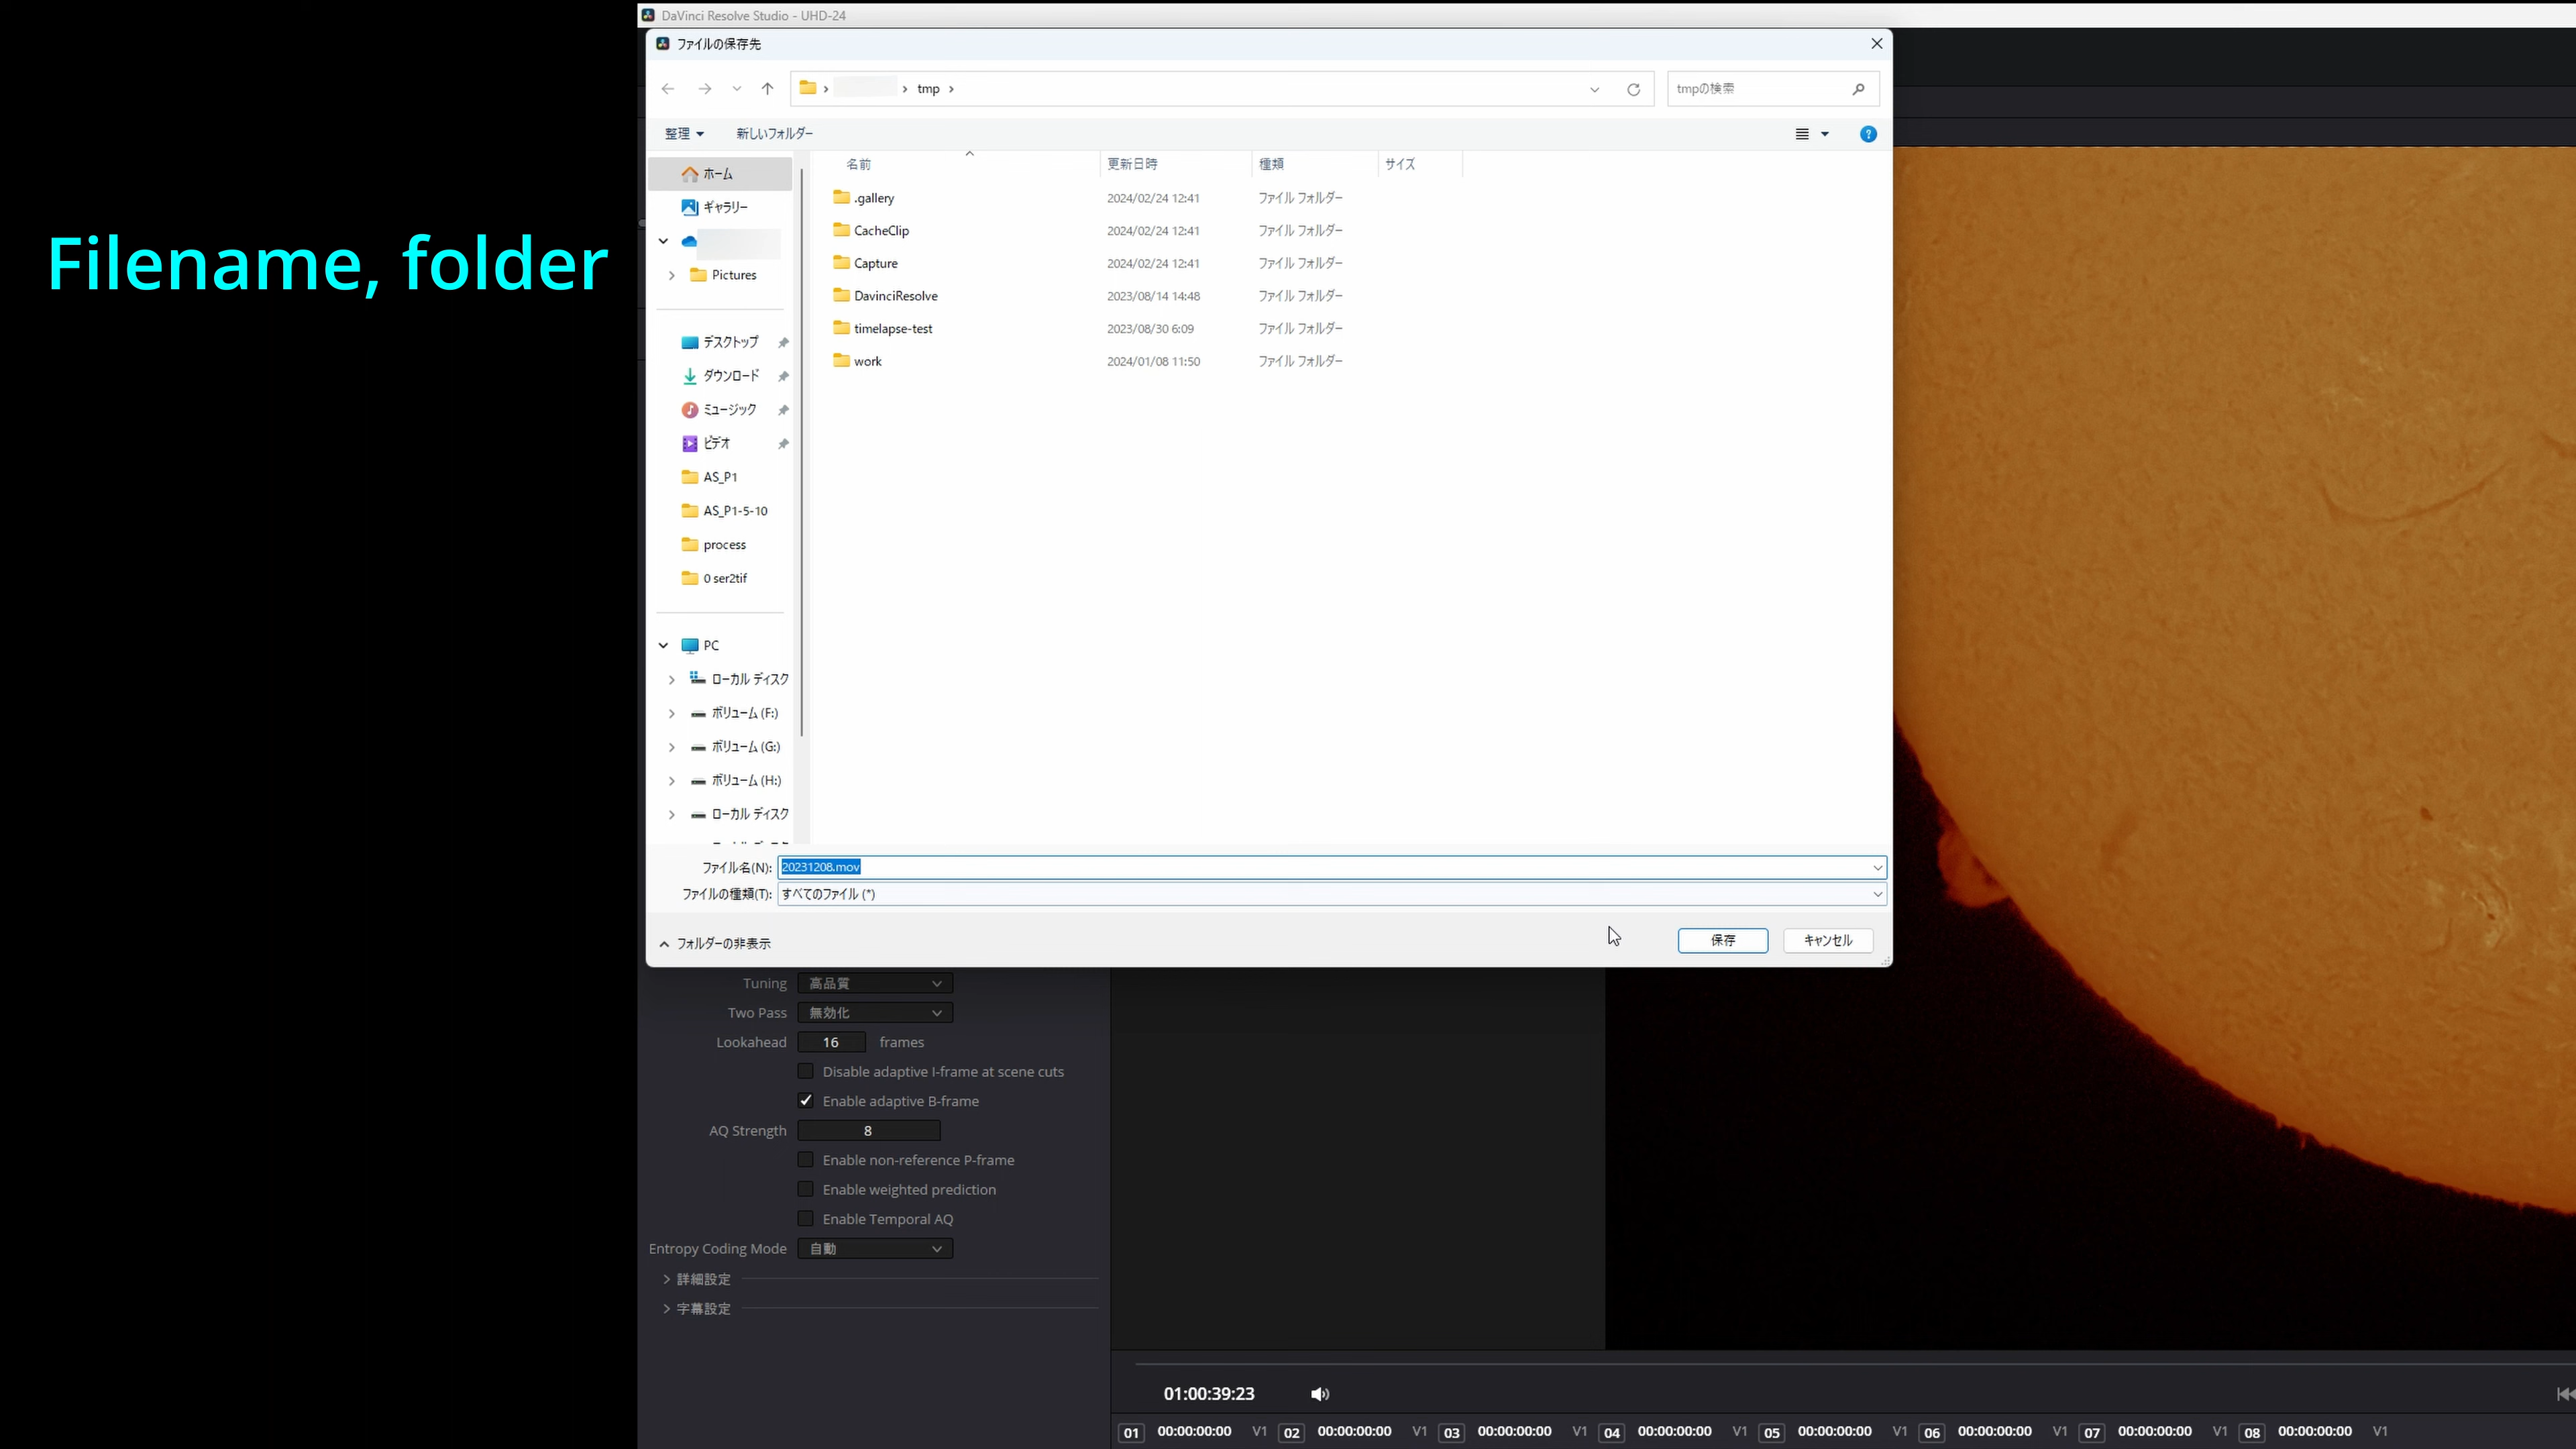 DaVinci Resolve Studio - UHD-24
ファイルの保存先
tmp
tmpの検索
整理
新しいフォルダー
Filename, folder
ホーム
ギャラリー
Pictures
デスクトップ
ダウンロード
ミュージック
ビデオ
AS_P1
AS_P1-5-10
process
0 ser2tif
PC
ローカル ディスク
ボリューム (F:)
ボリューム (G:)
ボリューム (H:)
ローカル ディスク
名前 更新日時 種類 サイズ
.gallery 2024/02/24 12:41 ファイル フォルダー
CacheClip 2024/02/24 12:41 ファイル フォルダー
Capture 2024/02/24 12:41 ファイル フォルダー
DavinciResolve 2023/08/14 14:48 ファイル フォルダー
timelapse-test 2023/08/30 6:09 ファイル フォルダー
work 2024/01/08 11:50 ファイル フォルダー
ファイル名(N): 20231208.mov
ファイルの種類(T): すべてのファイル (*)
フォルダーの非表示
保存 キャンセル
Tuning 高品質
Two Pass 無効化
Lookahead 16 frames
Disable adaptive I-frame at scene cuts
Enable adaptive B-frame
AQ Strength 8
Enable non-reference P-frame
Enable weighted prediction
Enable Temporal AQ
Entropy Coding Mode 自動
詳細設定
字幕設定
01:00:39:23
01 00:00:00:00 V1 02 00:00:00:00 V1 03 00:00:00:00 V1 04 00:00:00:00 V1 05 00:00:00:00 V1 06 00:00:00:00 V1 07 00:00:00:00 V1 08 00:00:00:00 V1